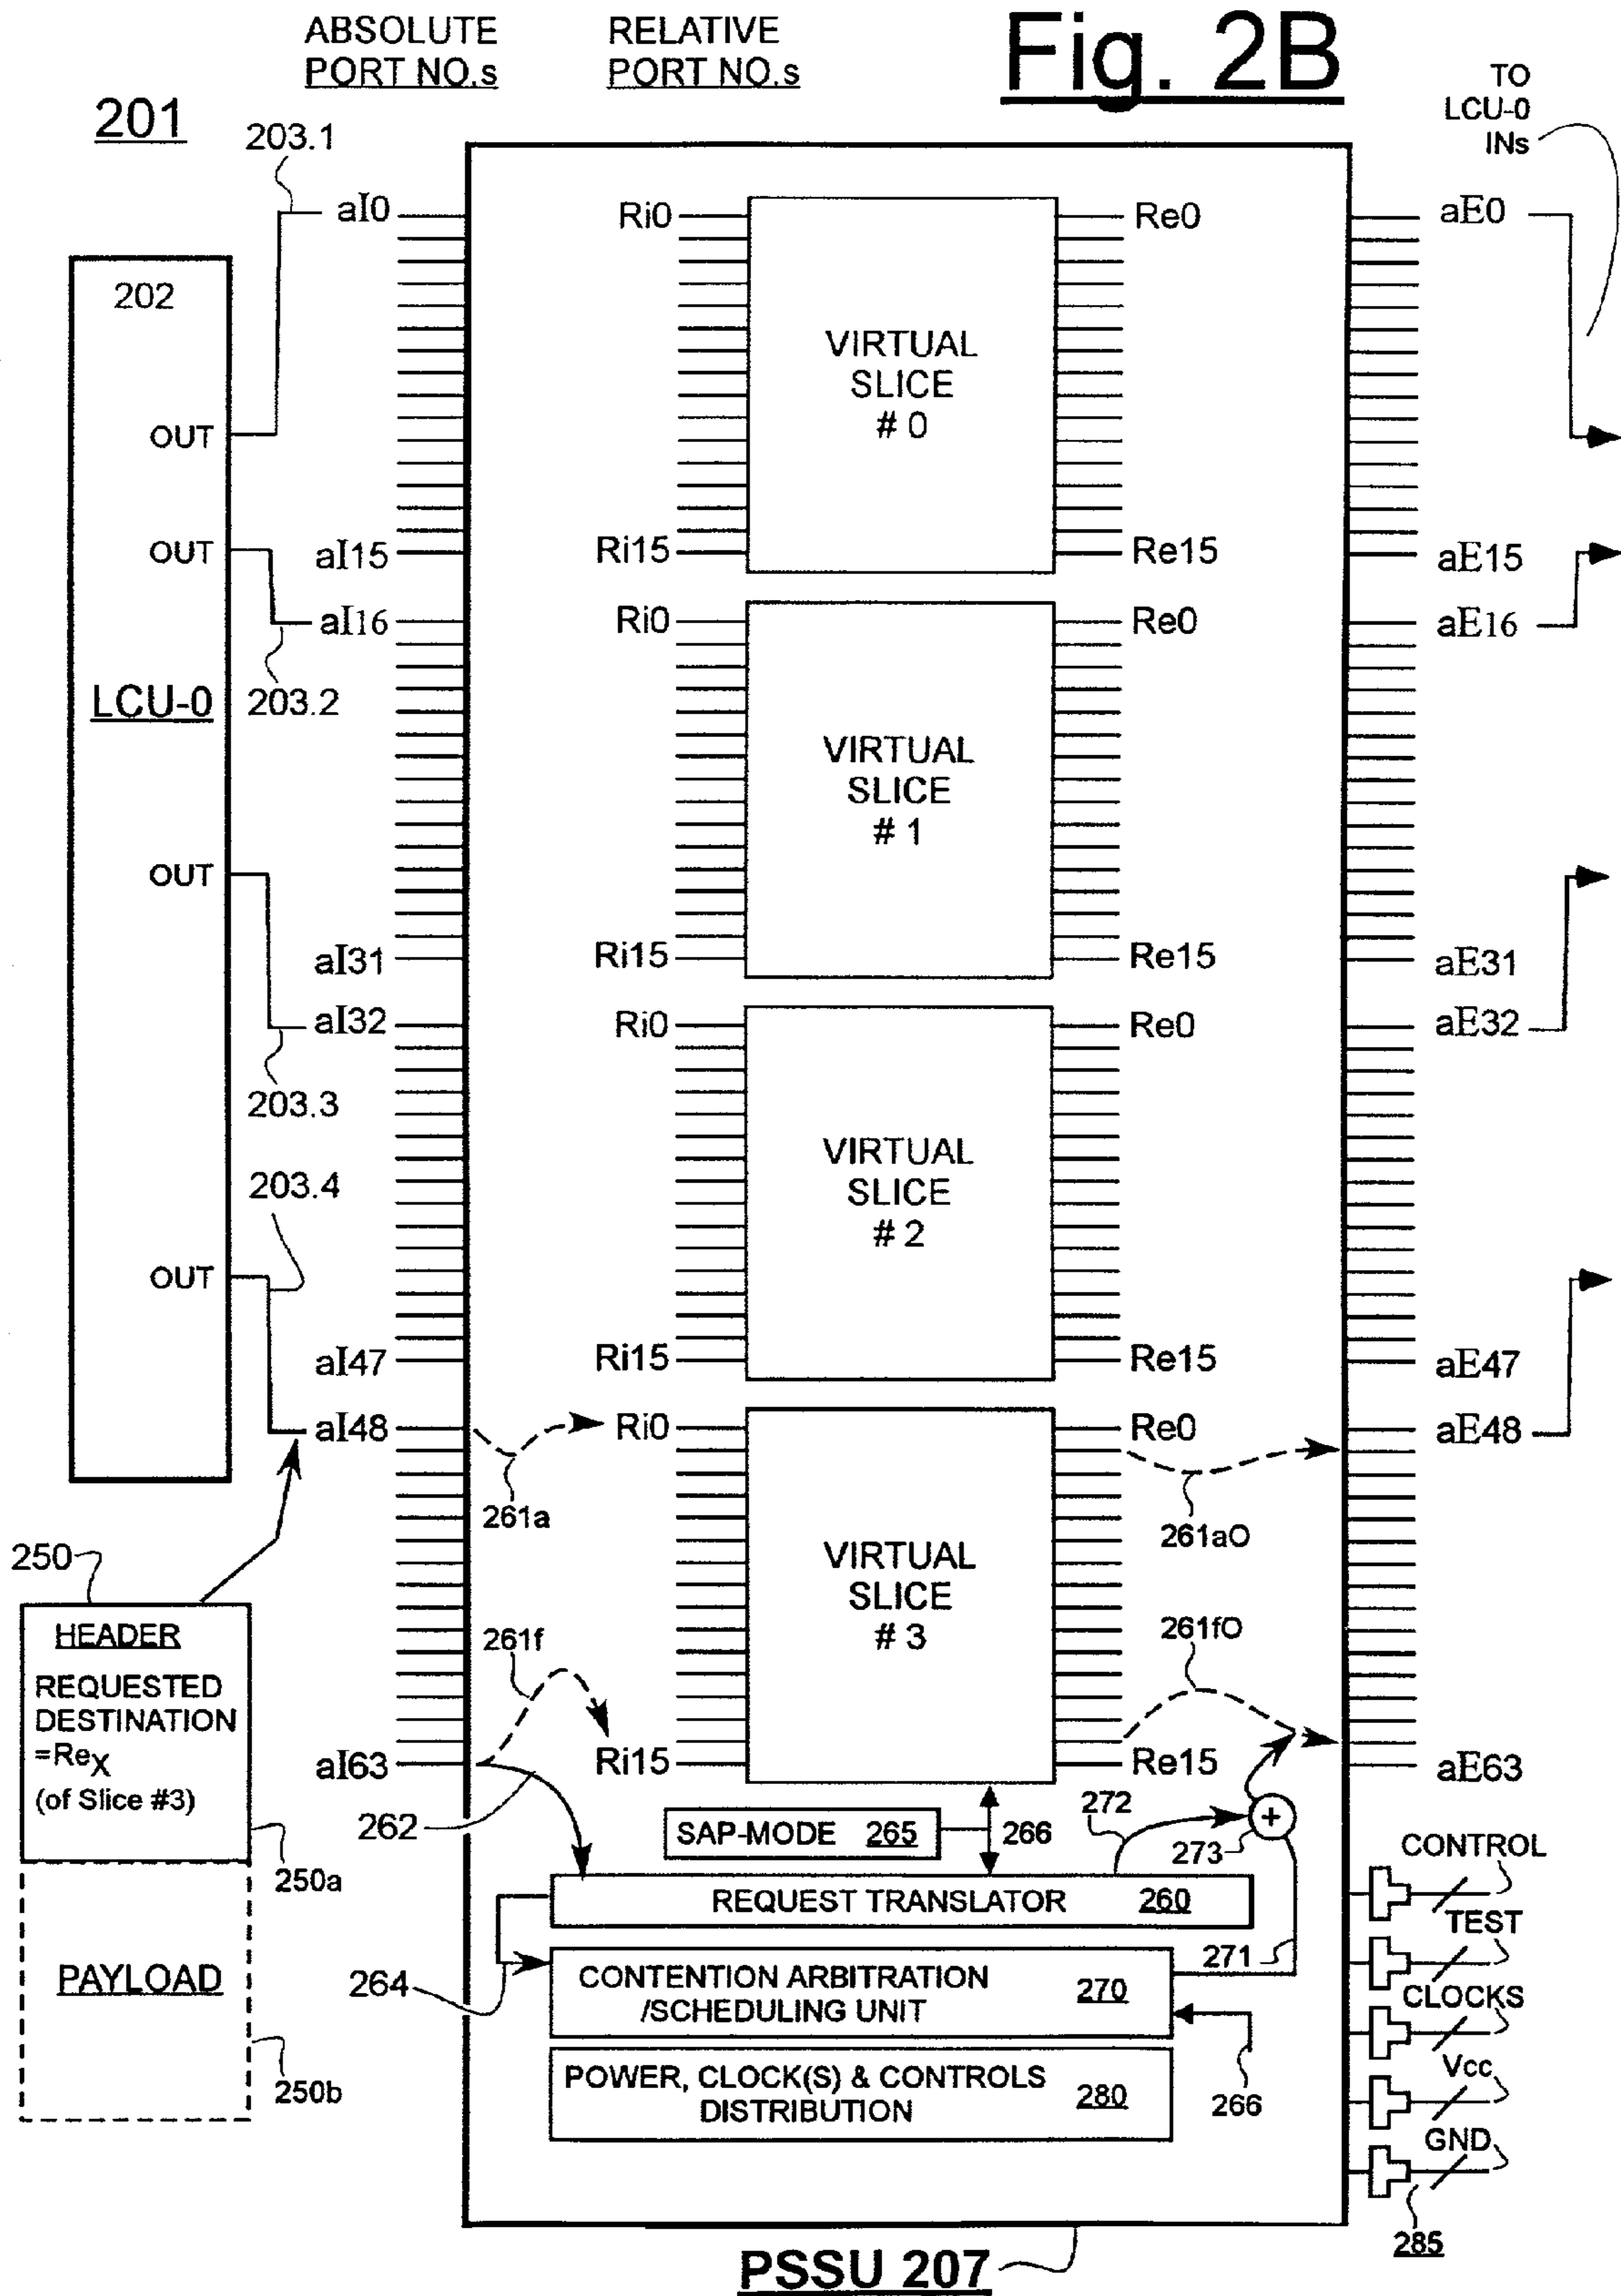 ABSOLUTE
PORT NO.s
RELATIVE
PORT NO.s
Fig. 2B
TO
LCU-0
INs
201
203.1
aI0
Ri0
Re0
aE0
202
VIRTUAL
SLICE
# 0
OUT
OUT
aI15
Ri15
Re15
aE15
aI16
Ri0
Re0
aE16
LCU-0
203.2
VIRTUAL
SLICE
# 1
OUT
aI31
Ri15
Re15
aE31
aI32
Ri0
Re0
aE32
203.3
VIRTUAL
SLICE
# 2
203.4
OUT
aI47
Ri15
Re15
aE47
aI48
Ri0
Re0
aE48
261a
261aO
250
VIRTUAL
SLICE
# 3
HEADER
REQUESTED
DESTINATION
=ReX
(of Slice #3)
261f
261fO
aI63
Ri15
Re15
aE63
262
SAP-MODE 265
266
272
273
CONTROL
250a
REQUEST TRANSLATOR 260
TEST
PAYLOAD
264
CONTENTION ARBITRATION
/SCHEDULING UNIT
270
271
CLOCKS
250b
POWER, CLOCK(S) & CONTROLS
DISTRIBUTION
280
266
Vcc
GND
285
PSSU 207